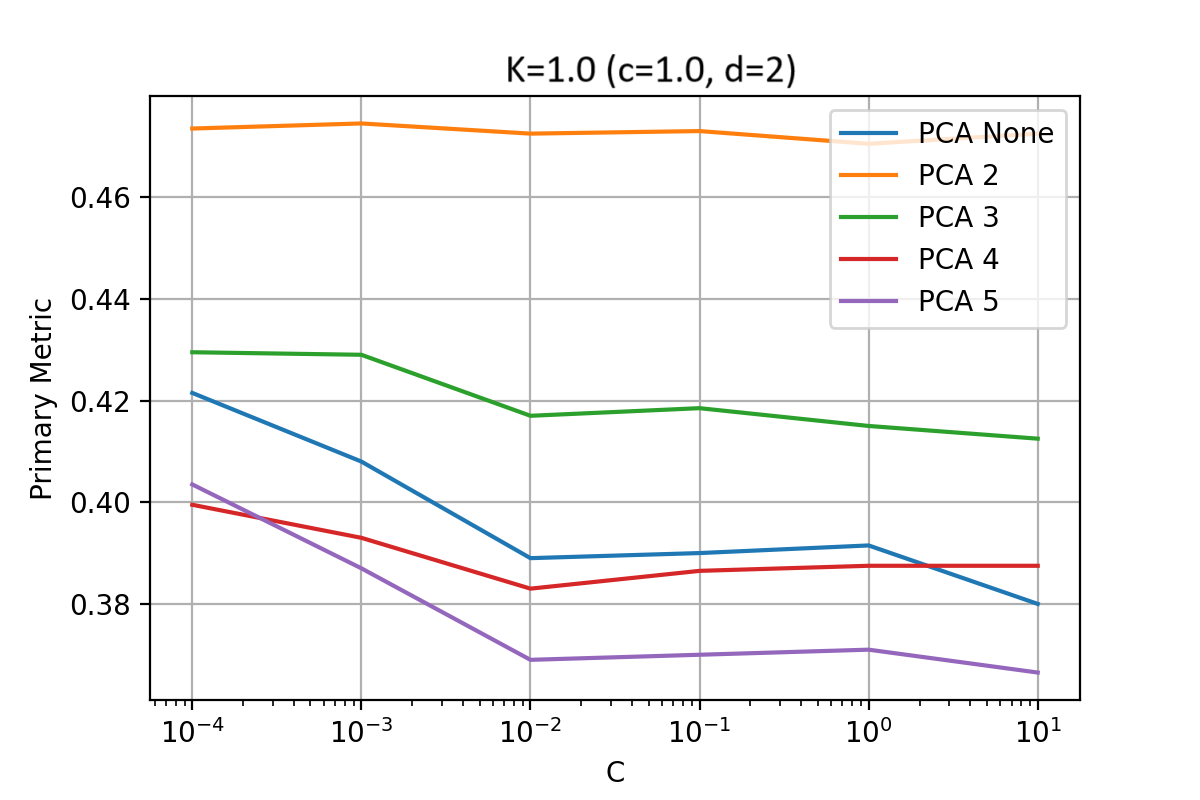 K=1.0 (c=1.0, d=2)
PCA None
PCA 2
PCA 3
PCA 4
PCA 5
Primary Metric
0.46
0.44
0.42
0.40
0.38
10⁻⁴ 10⁻³ 10⁻² 10⁻¹ 10⁰ 10¹
C